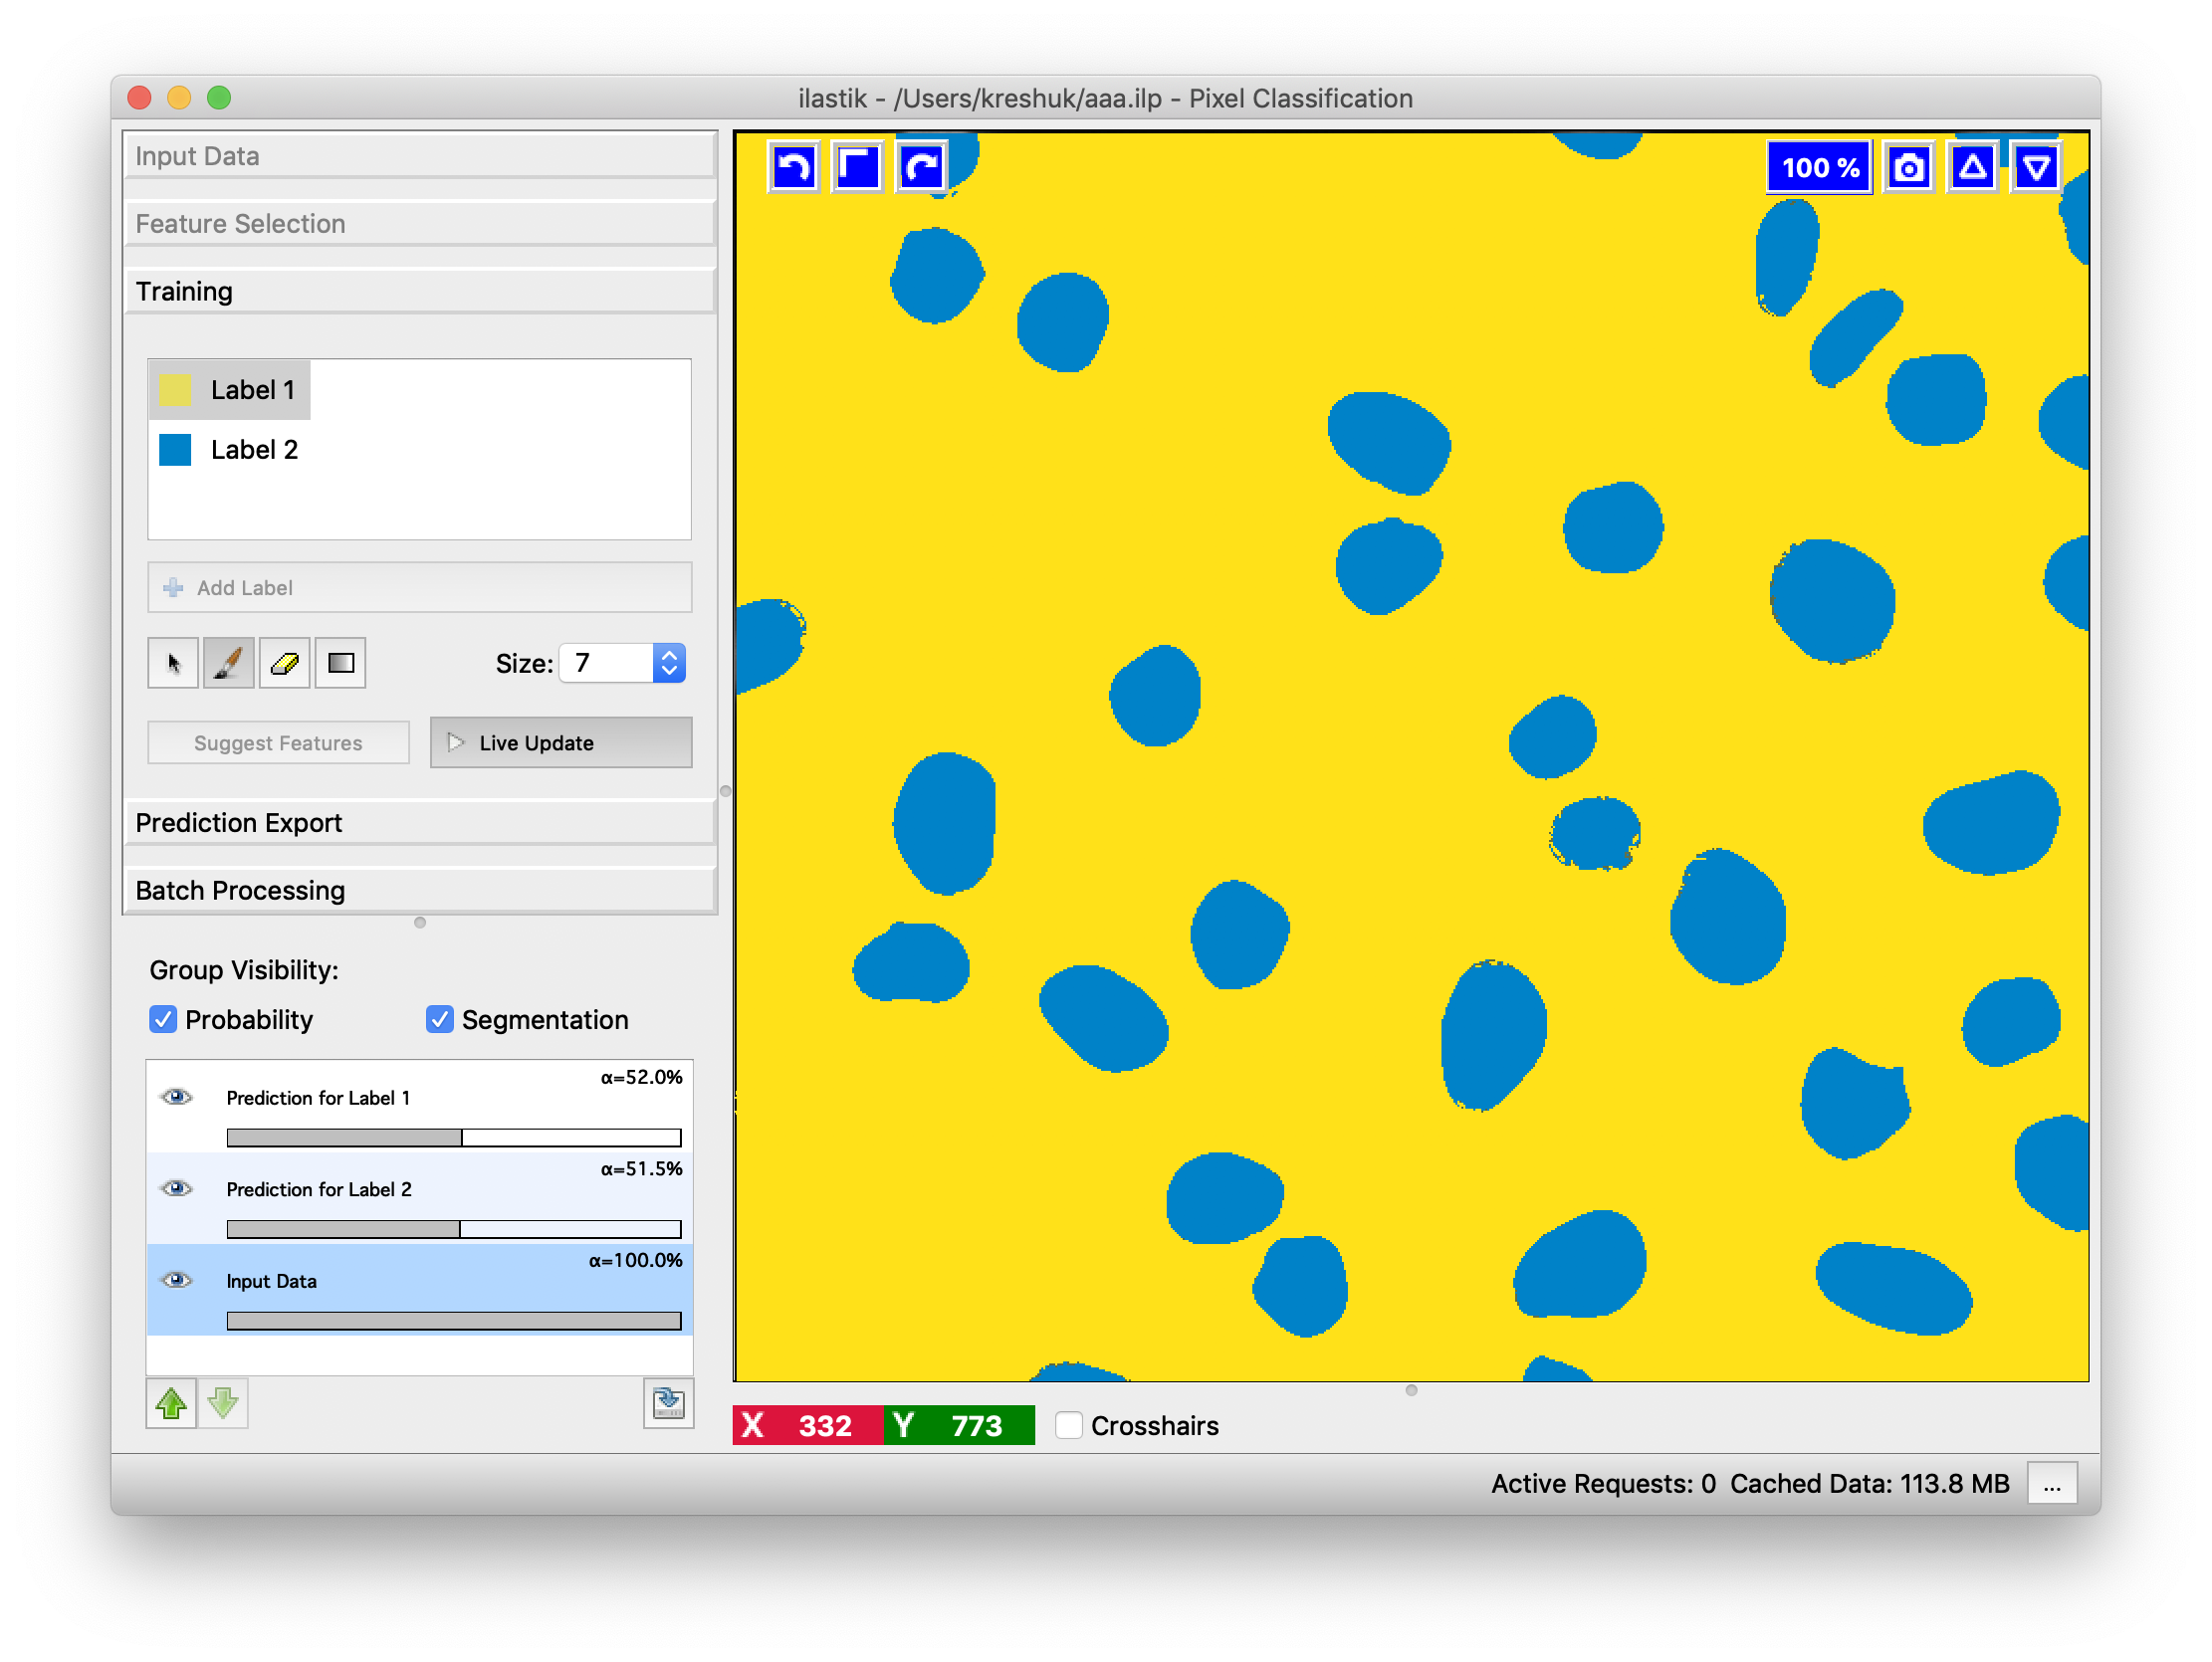 ilastik - /Users/kreshuk/aaa.ilp - Pixel Classification
Input Data
Feature Selection
Training
Label 1
Label 2
Add Label
Size: 7
Suggest Features
Live Update
Prediction Export
Batch Processing
Group Visibility:
Probability
Segmentation
α=52.0%
Prediction for Label 1
α=51.5%
Prediction for Label 2
α=100.0%
Input Data
100 %
X 332 Y 773 Crosshairs
Active Requests: 0 Cached Data: 113.8 MB ...